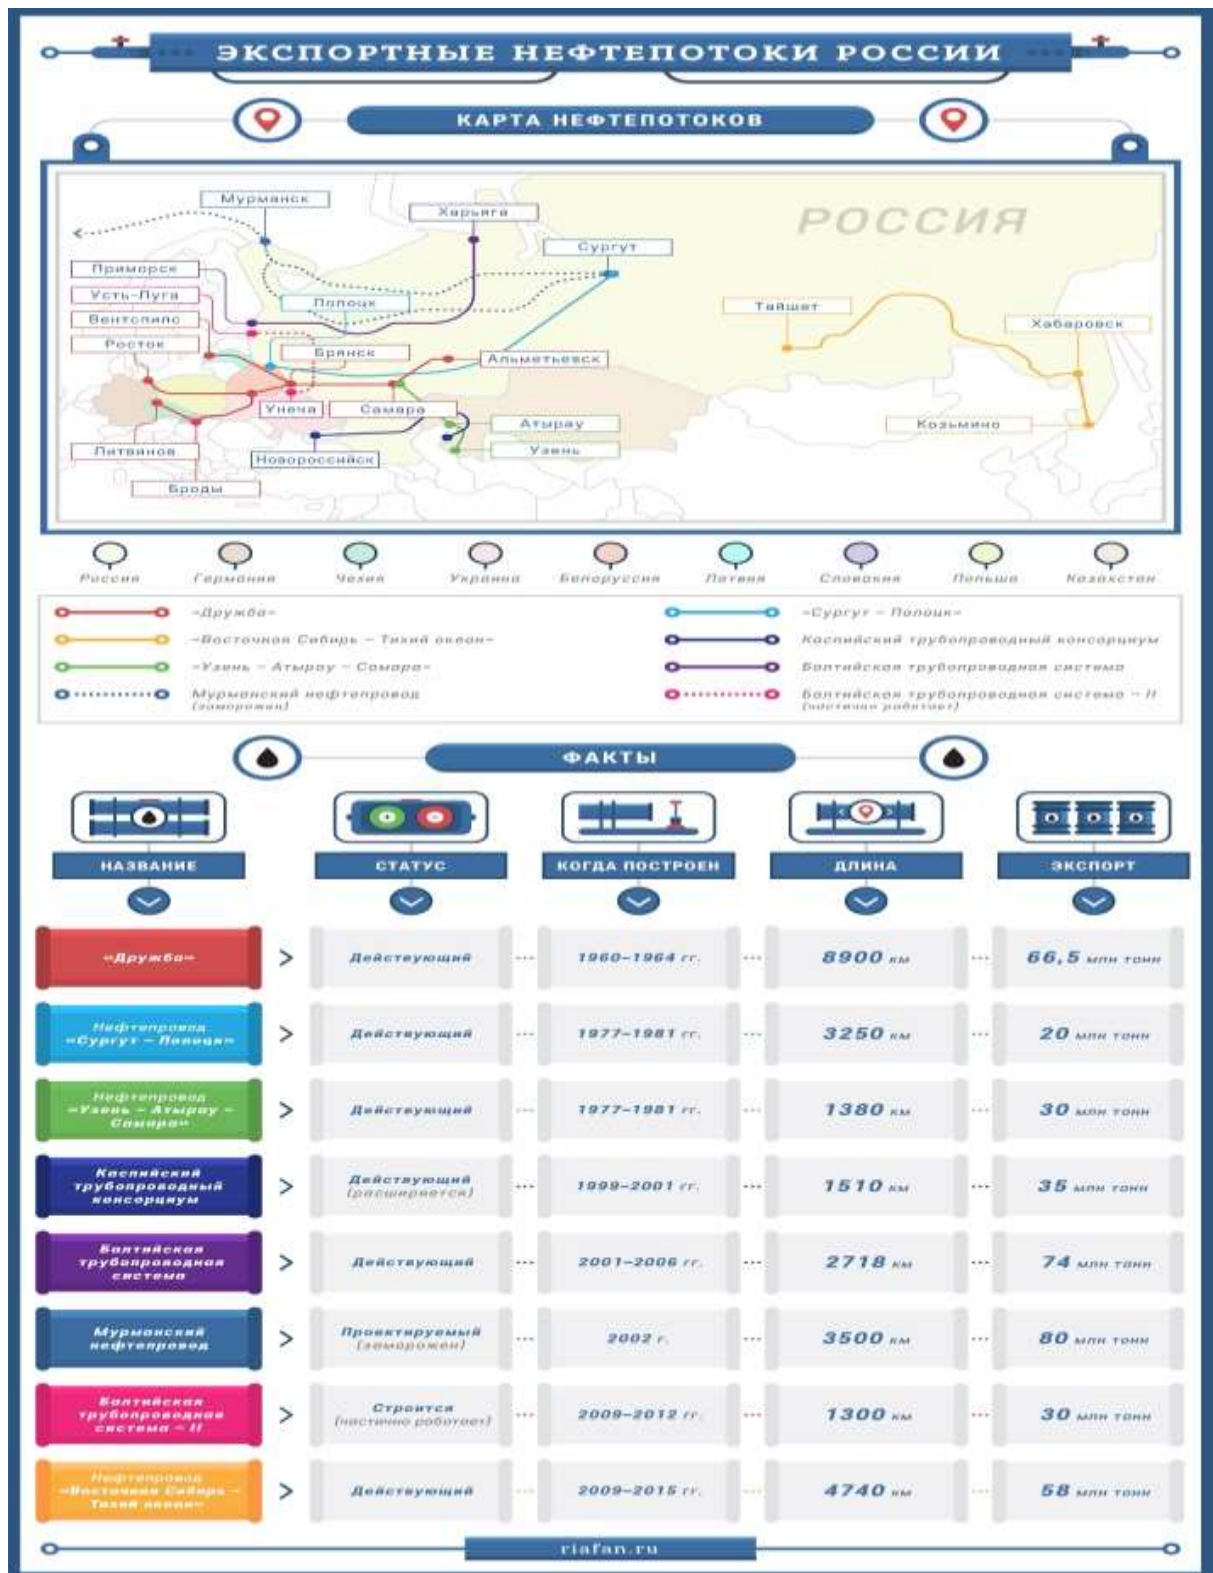 ЭКСПОРТНЫЕ НЕФТЕПОТОКИ РОССИИ
КАРТА НЕФТЕПОТОКОВ
РОССИЯ
Мурманск
Харьяга
Сургут
Приморск
Усть-Луга
Полоцк
Вентспилс
Росток
Брянск
Альметьевск
Тайшет
Хабаровск
Унеча
Самара
Атырау
Козьмино
Литвинов
Новороссийск
Узень
Броды
Россия
Германия
Чехия
Украина
Белоруссия
Латвия
Словакия
Польша
Казахстан
«Дружба»
«Сургут – Полоцк»
«Восточная Сибирь – Тихий океан»
Каспийский трубопроводный консорциум
«Узень – Атырау – Самара»
Балтийская трубопроводная система
Мурманский нефтепровод
(заморожен)
Балтийская трубопроводная система – II
(частично работает)
ФАКТЫ
НАЗВАНИЕ
СТАТУС
КОГДА ПОСТРОЕН
ДЛИНА
ЭКСПОРТ
«Дружба»
Действующий
1960–1964 гг.
8900 км
66,5 млн тонн
Нефтепровод
«Сургут – Полоцк»
Действующий
1977–1981 гг.
3250 км
20 млн тонн
Нефтепровод
«Узень – Атырау –
Самара»
Действующий
1977–1981 гг.
1380 км
30 млн тонн
Каспийский
трубопроводный
консорциум
Действующий
(расширяется)
1999–2001 гг.
1510 км
35 млн тонн
Балтийская
трубопроводная
система
Действующий
2001–2006 гг.
2718 км
74 млн тонн
Мурманский
нефтепровод
Проектируемый
(заморожен)
2002 г.
3500 км
80 млн тонн
Балтийская
трубопроводная
система – II
Строится
(частично работает)
2009–2012 гг.
1300 км
30 млн тонн
Нефтепровод
«Восточная Сибирь –
Тихий океан»
Действующий
2009–2015 гг.
4740 км
58 млн тонн
riafan.ru